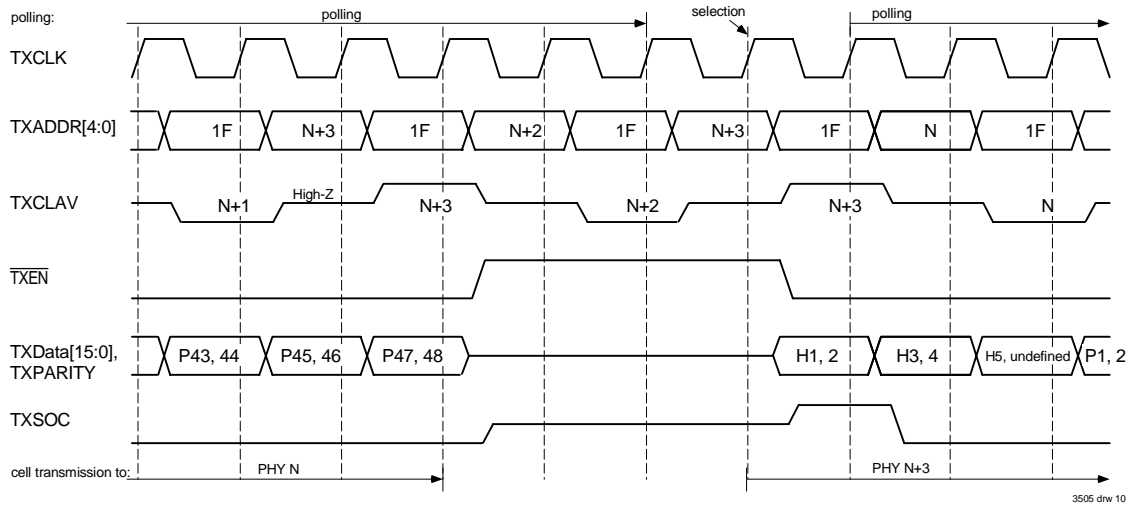 polling: polling selection polling
TXCLK
TXADDR[4:0] 1F N+3 1F N+2 1F N+3 1F N 1F
TXCLAV N+1 High-Z N+3 N+2 N+3 N
TXEN
TXData[15:0], TXPARITY P43, 44 P45, 46 P47, 48 H1, 2 H3, 4 H5, undefined P1, 2
TXSOC
cell transmission to: PHY N PHY N+3
3505 drw 10